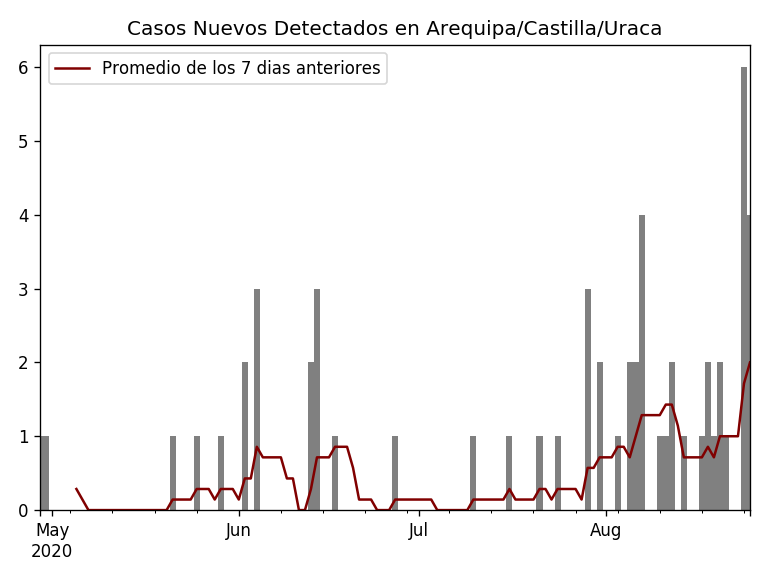 Casos Nuevos Detectados en Arequipa/Castilla/Uraca
Promedio de los 7 dias anteriores
6
5
4
3
2
1
0
May Jun Jul Aug
2020